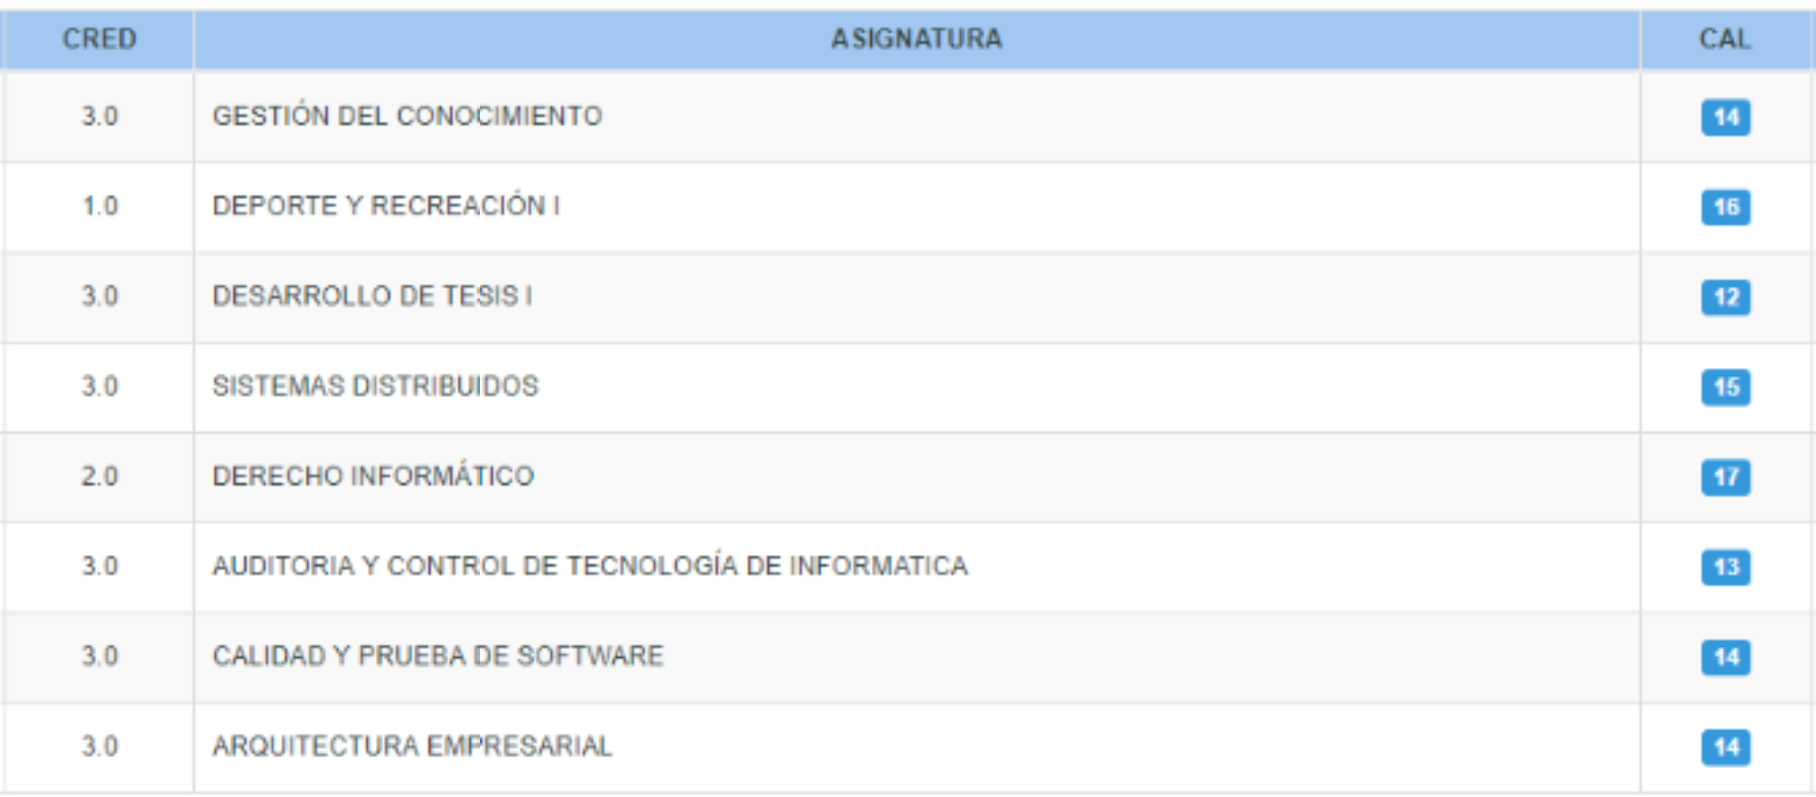 CRED ASIGNATURA CAL
3.0 GESTIÓN DEL CONOCIMIENTO 14
1.0 DEPORTE Y RECREACIÓN I 16
3.0 DESARROLLO DE TESIS I 12
3.0 SISTEMAS DISTRIBUIDOS 15
2.0 DERECHO INFORMÁTICO 17
3.0 AUDITORIA Y CONTROL DE TECNOLOGÍA DE INFORMATICA 13
3.0 CALIDAD Y PRUEBA DE SOFTWARE 14
3.0 ARQUITECTURA EMPRESARIAL 14